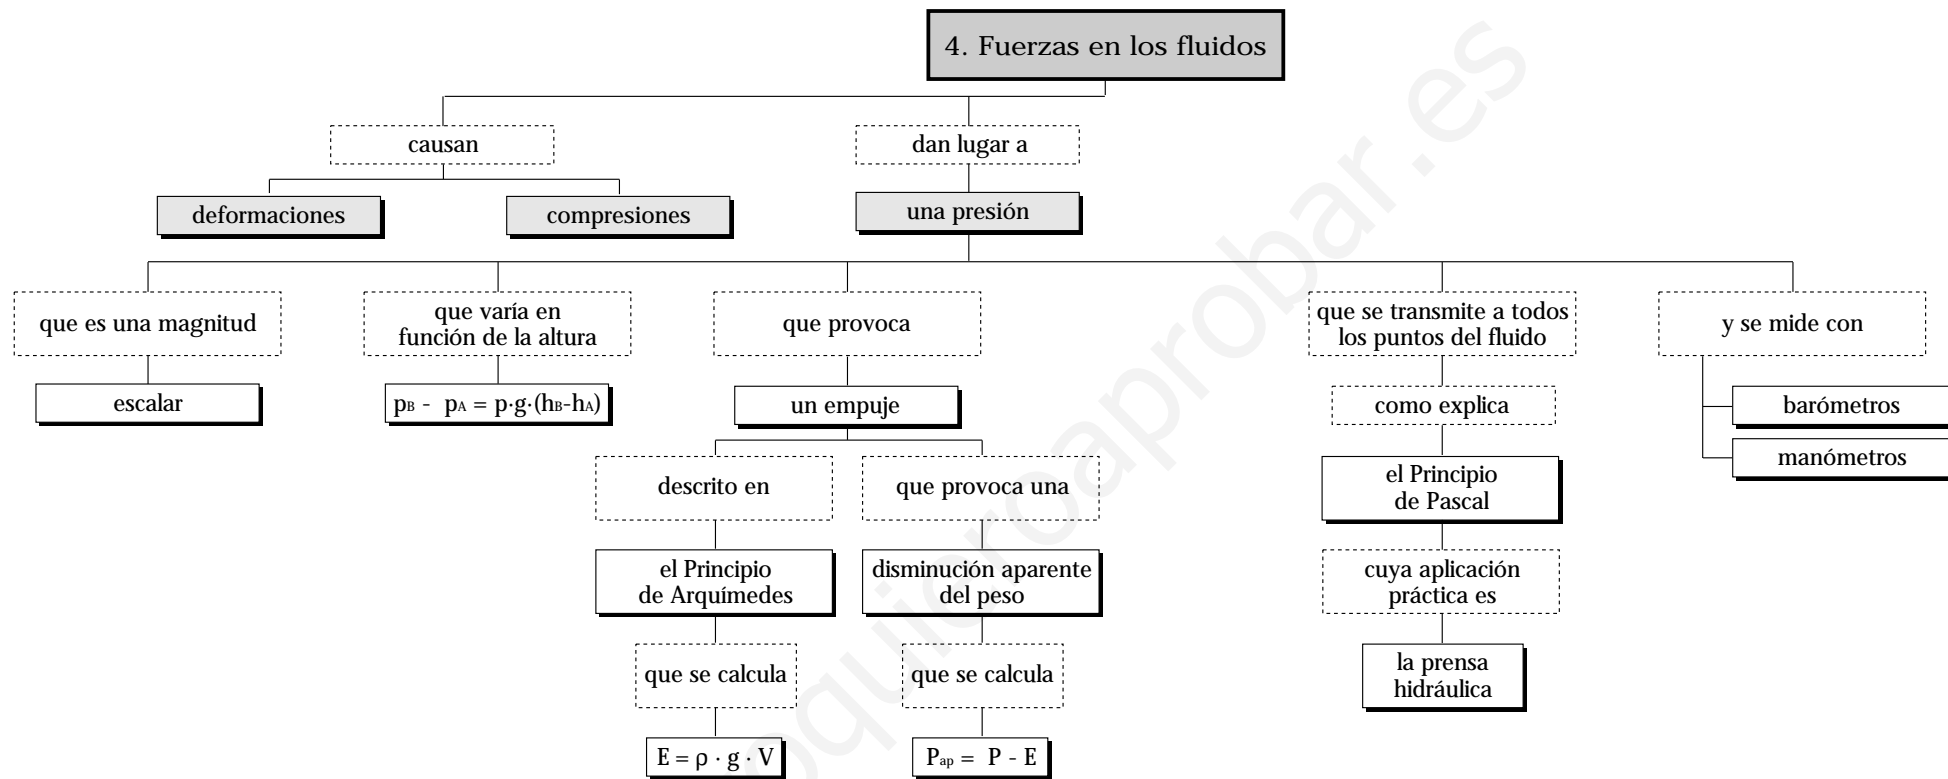 4. Fuerzas en los fluidos
causan
dan lugar a
deformaciones
compresiones
una presión
que es una magnitud
que varía en
función de la altura
que provoca
que se transmite a todos
los puntos del fluido
y se mide con
escalar
pB - pA = p·g·(hB-hA)
un empuje
como explica
barómetros
manómetros
descrito en
que provoca una
el Principio
de Pascal
el Principio
de Arquímedes
disminución aparente
del peso
cuya aplicación
práctica es
que se calcula
que se calcula
la prensa
hidráulica
E = ρ · g · V
Pap = P - E
oquieroaprobar.es